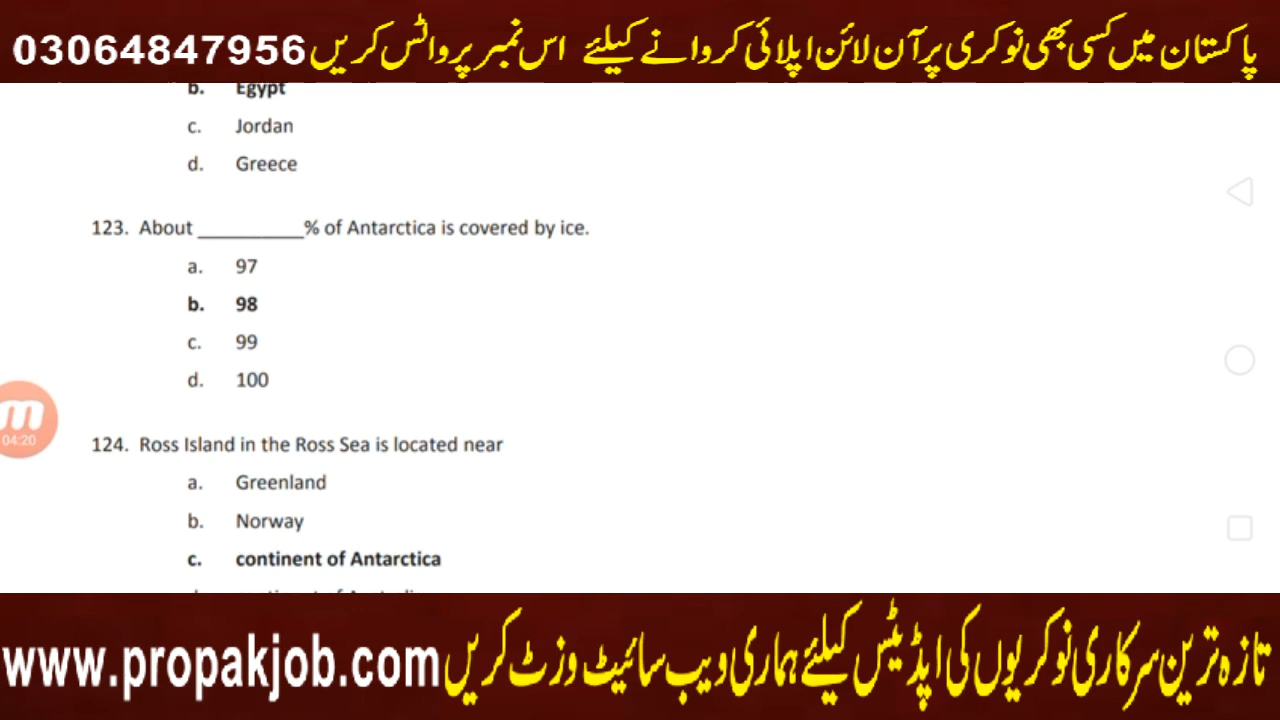 پاکستان میں کسی بھی نوکری پر آن لائن اپلائی کروانے کیلئے اس نمبر پر واٹس کریں 03064847956
b. Egypt
c. Jordan
d. Greece
123. About __________% of Antarctica is covered by ice.
a. 97
b. 98
c. 99
d. 100
124. Ross Island in the Ross Sea is located near
a. Greenland
b. Norway
c. continent of Antarctica
m
04:20
تازہ ترین سرکاری نوکریوں کی اپڈیٹس کیلئے ہماری ویب سائیٹ وزٹ کریں www.propakjob.com